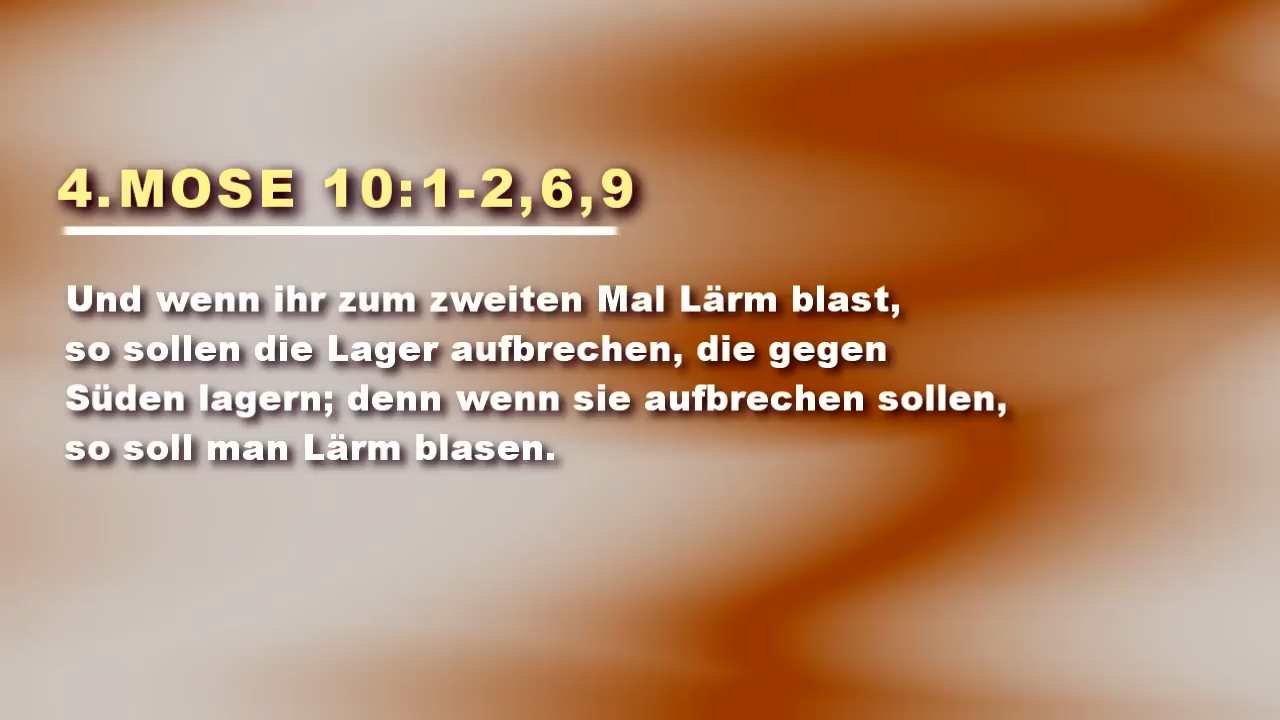 4.MOSE 10:1-2,6,9
Und wenn ihr zum zweiten Mal Lärm blast,
so sollen die Lager aufbrechen, die gegen
Süden lagern; denn wenn sie aufbrechen sollen,
so soll man Lärm blasen.